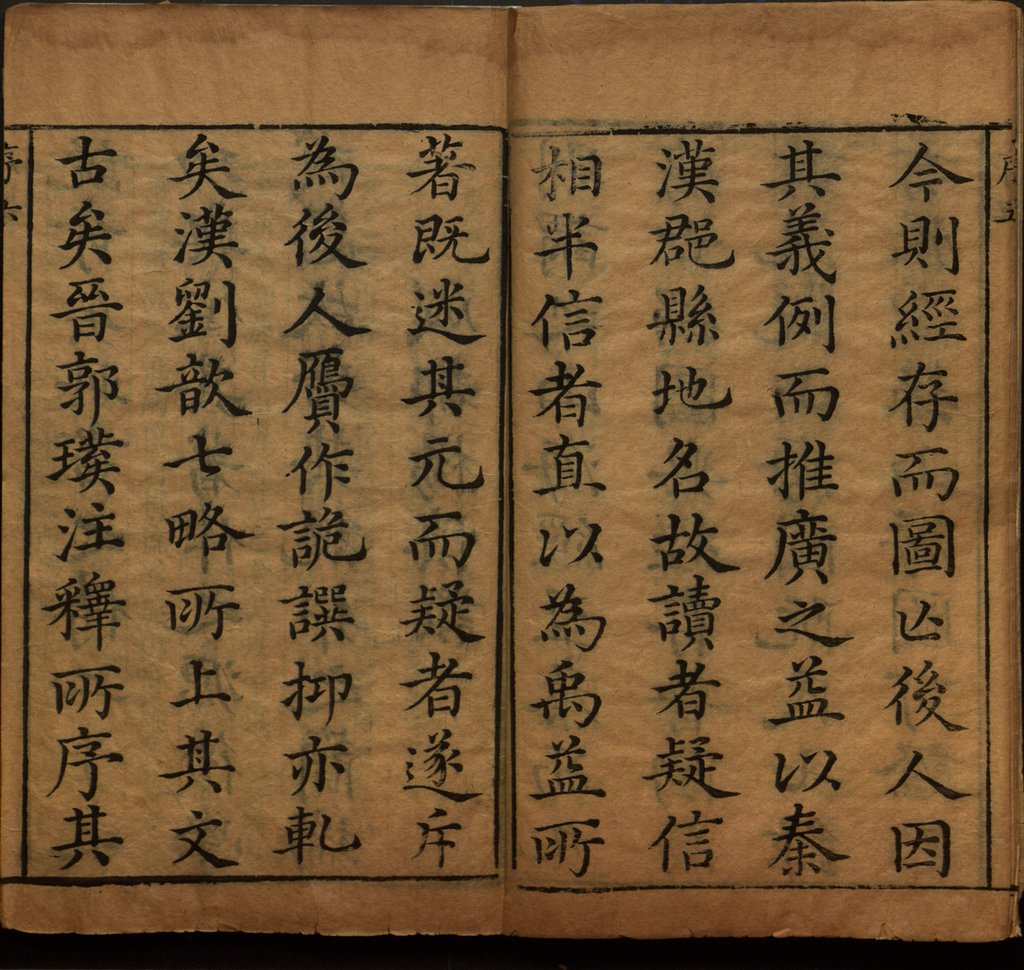 今則經存而圖亾後人因
其義例而推廣之益以秦
漢郡縣地名故讀者疑信
相半信者直以為禹益所
著既迷其元而疑者遂斥
為後人贗作詭譔抑亦軋
矣漢劉歆七略所上其文
古矣晉郭璞注釋所序其
序六